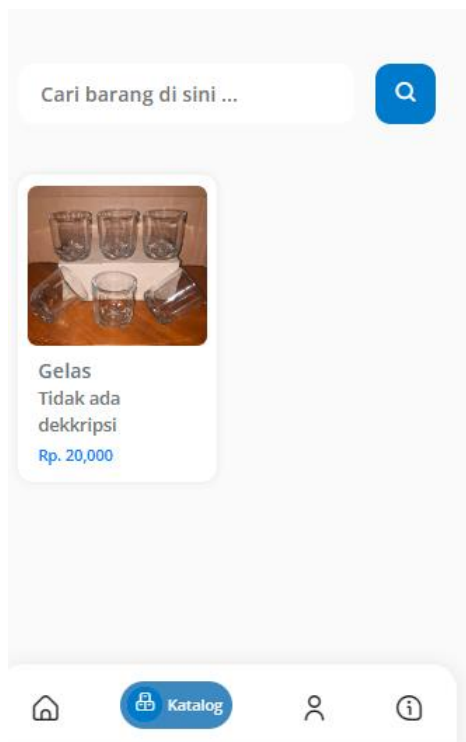 Cari barang di sini ...
Gelas
Tidak ada
dekkripsi
Rp. 20,000
Katalog